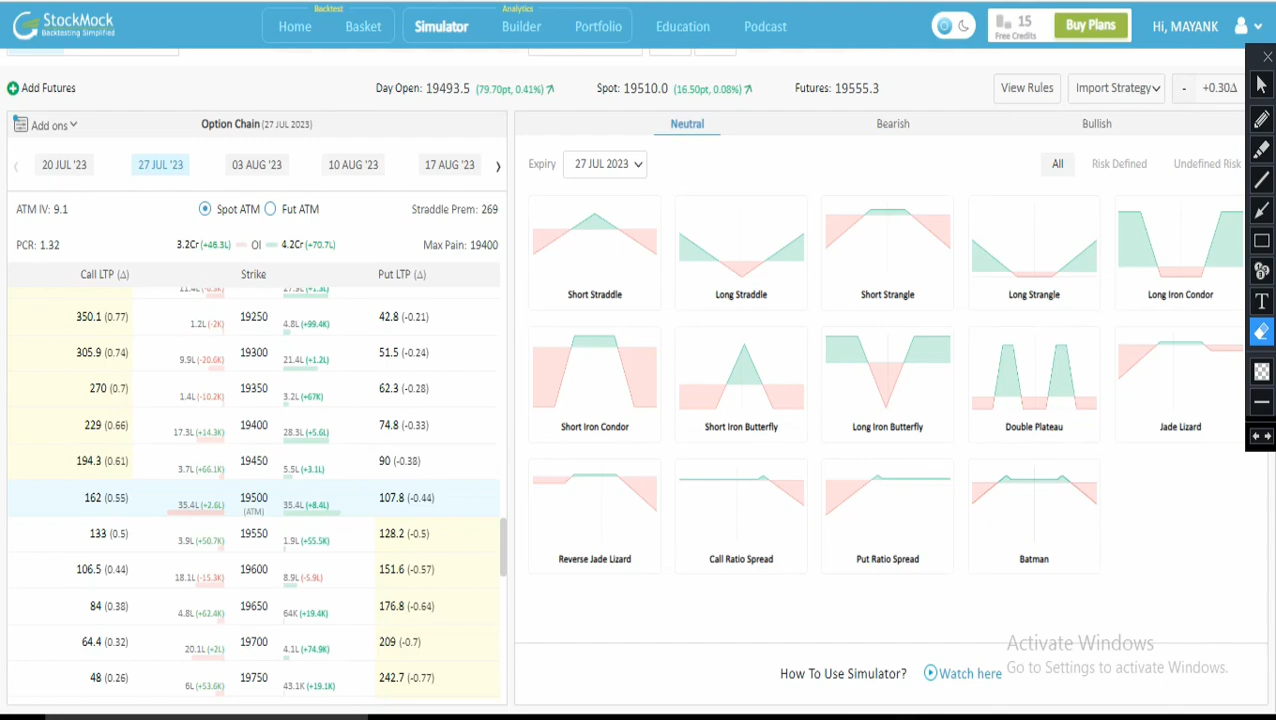 StockMock
Backtesting Simplified
Backtest
Home Basket
Simulator
Analytics
Builder Portfolio
Education Podcast
15
Free Credits
Buy Plans
Hi, MAYANK
Add Futures
Day Open: 19493.5 (79.70pt, 0.41%)
Spot: 19510.0 (16.50pt, 0.08%)
Futures: 19555.3
View Rules Import Strategy - +0.30Δ
Add ons
Option Chain (27 JUL 2023)
20 JUL '23 27 JUL '23 03 AUG '23 10 AUG '23 17 AUG '23
ATM IV: 9.1 Spot ATM Fut ATM Straddle Prem: 269
PCR: 1.32 3.2Cr (+46.3L) OI 4.2Cr (+70.7L) Max Pain: 19400
Call LTP (Δ) Strike Put LTP (Δ)
350.1 (0.77) 1.2L (-2K) 19250 4.8L (+99.4K) 42.8 (-0.21)
305.9 (0.74) 9.9L (-20.6K) 19300 21.4L (+1.2L) 51.5 (-0.24)
270 (0.7) 1.4L (-10.2K) 19350 3.2L (+67K) 62.3 (-0.28)
229 (0.66) 17.3L (+14.3K) 19400 28.3L (+5.6L) 74.8 (-0.33)
194.3 (0.61) 3.7L (+66.1K) 19450 5.5L (+3.1L) 90 (-0.38)
162 (0.55) 35.4L (+2.6L) 19500 (ATM) 35.4L (+8.4L) 107.8 (-0.44)
133 (0.5) 3.9L (+50.7K) 19550 1.9L (+55.5K) 128.2 (-0.5)
106.5 (0.44) 18.1L (-15.3K) 19600 8.9L (-5.9L) 151.6 (-0.57)
84 (0.38) 4.8L (+62.4K) 19650 64K (+19.4K) 176.8 (-0.64)
64.4 (0.32) 20.1L (+2L) 19700 4.1L (+74.9K) 209 (-0.7)
48 (0.26) 6L (+53.6K) 19750 43.1K (+19.1K) 242.7 (-0.77)
Neutral Bearish Bullish
Expiry 27 JUL 2023
All Risk Defined Undefined Risk
Short Straddle Long Straddle Short Strangle Long Strangle Long Iron Condor
Short Iron Condor Short Iron Butterfly Long Iron Butterfly Double Plateau Jade Lizard
Reverse Jade Lizard Call Ratio Spread Put Ratio Spread Batman
How To Use Simulator? Watch here
Activate Windows
Go to Settings to activate Windows.
T